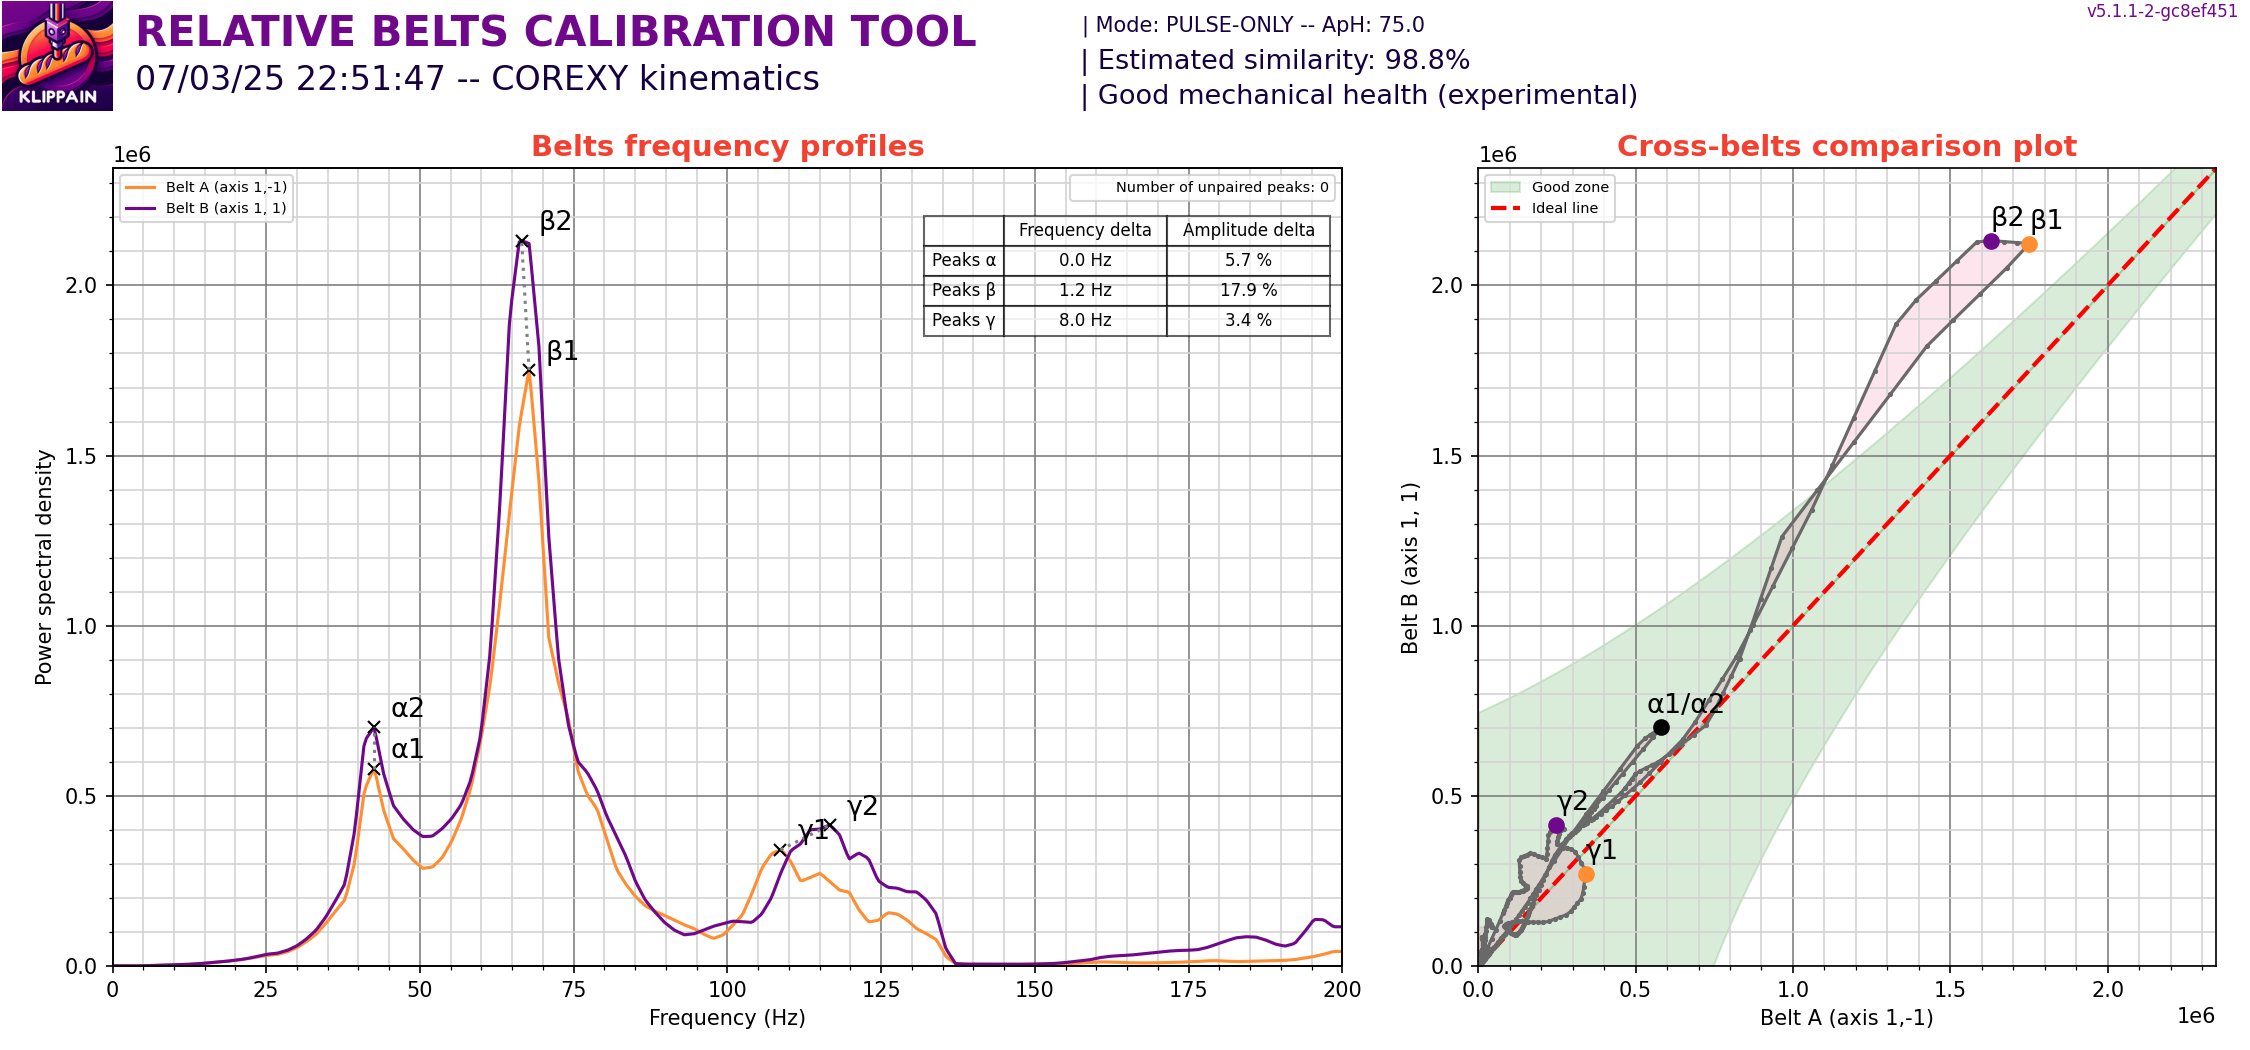 KLIPPAIN
RELATIVE BELTS CALIBRATION TOOL
07/03/25 22:51:47 -- COREXY kinematics
| Mode: PULSE-ONLY -- ApH: 75.0
| Estimated similarity: 98.8%
| Good mechanical health (experimental)
v5.1.1-2-gc8ef451
Belts frequency profiles
1e6
Belt A (axis 1,-1)
Belt B (axis 1, 1)
Number of unpaired peaks: 0
Frequency delta Amplitude delta
Peaks α 0.0 Hz 5.7 %
Peaks β 1.2 Hz 17.9 %
Peaks γ 8.0 Hz 3.4 %
β2
β1
α2
α1
γ2
γ1
2.0
1.5
1.0
0.5
0.0
Power spectral density
0 25 50 75 100 125 150 175 200
Frequency (Hz)
Cross-belts comparison plot
1e6
Good zone
Ideal line
β2 β1
α1/α2
γ2
γ1
2.0
1.5
1.0
0.5
0.0
Belt B (axis 1, 1)
0.0 0.5 1.0 1.5 2.0
Belt A (axis 1,-1)
1e6